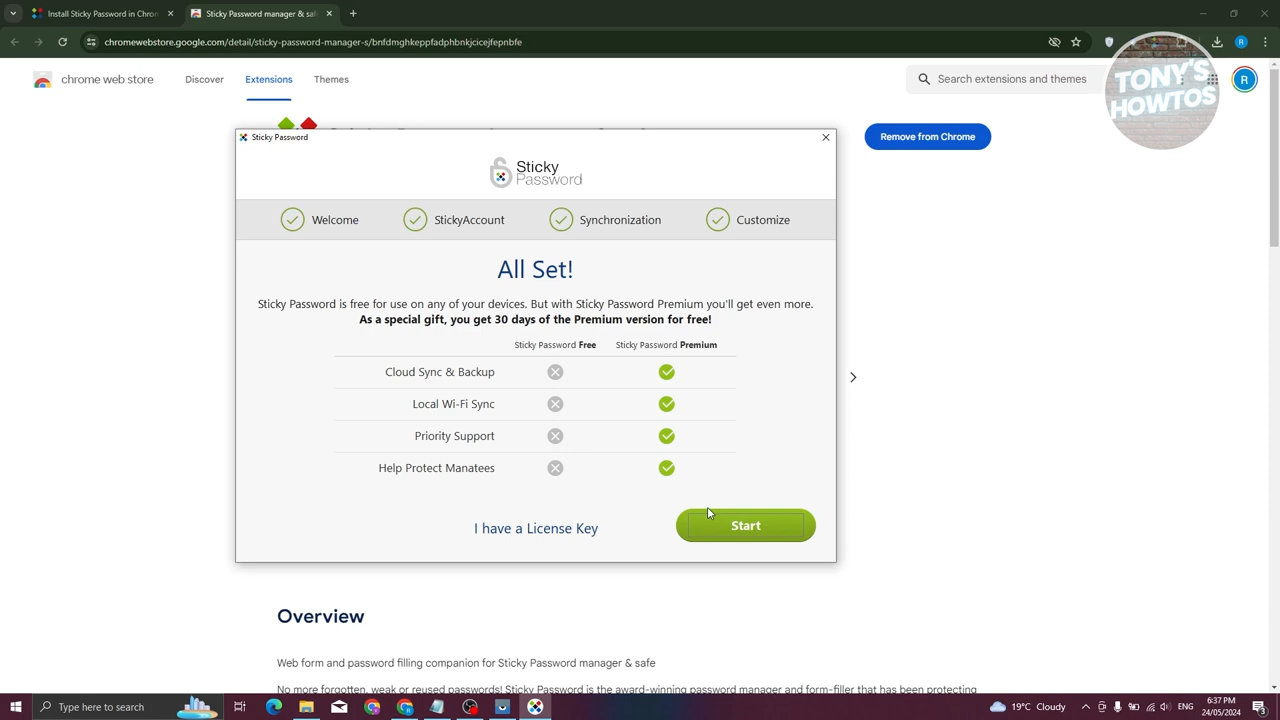 Install Sticky Password in Chrom
Sticky Password manager & safe
chromewebstore.google.com/detail/sticky-password-manager-s/bnfdmghkeppfadphbnkjcicejfepnbfe
chrome web store
Discover
Extensions
Themes
Search extensions and themes
R
TONY'S
HOWTOS
Remove from Chrome
Sticky Password
Sticky
Password
Welcome
StickyAccount
Synchronization
Customize
All Set!
Sticky Password is free for use on any of your devices. But with Sticky Password Premium you'll get even more.
As a special gift, you get 30 days of the Premium version for free!
Sticky Password Free
Sticky Password Premium
Cloud Sync & Backup
Local Wi-Fi Sync
Priority Support
Help Protect Manatees
I have a License Key
Start
Overview
Web form and password filling companion for Sticky Password manager & safe
No more forgotten, weak or reused passwords! Sticky Password is the award-winning password manager and form-filler that has been protecting
Type here to search
19°C Cloudy
ENG
6:37 PM
24/05/2024